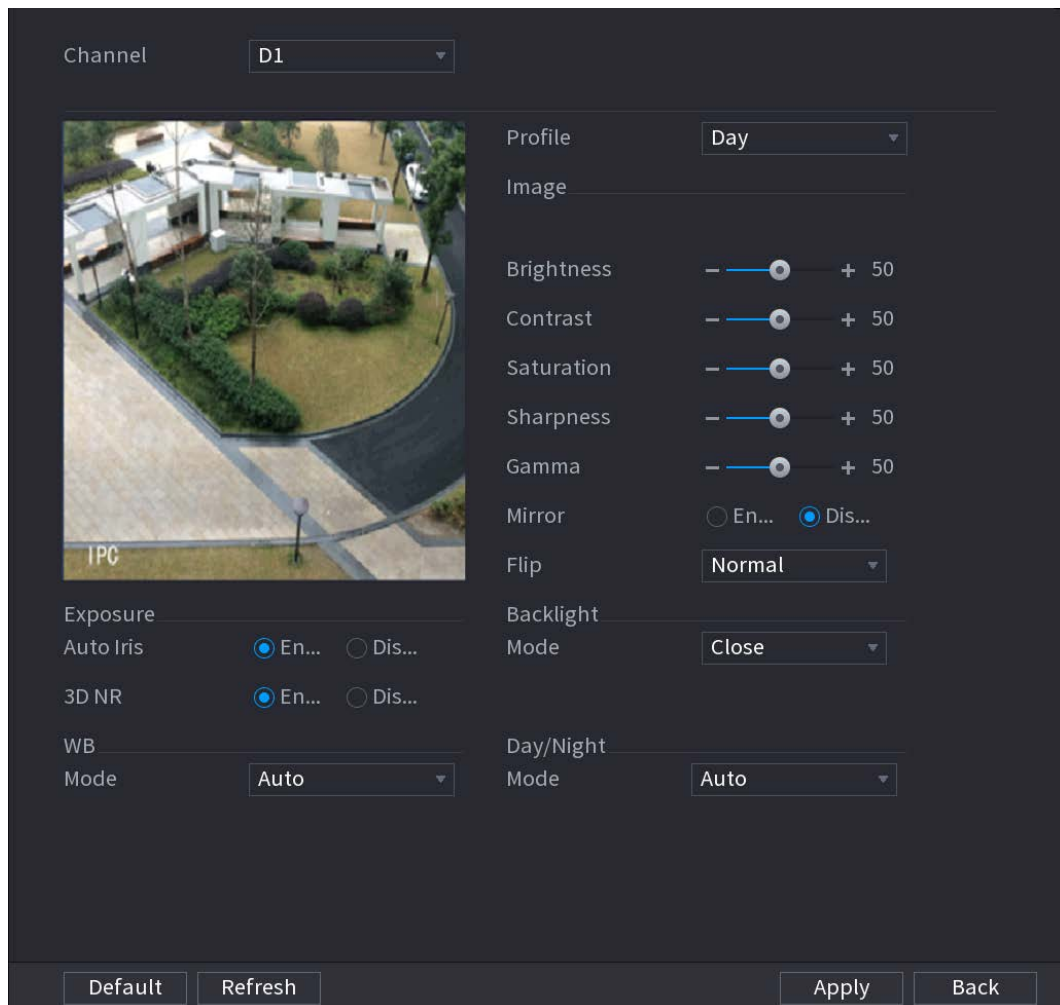 Channel D1
Profile Day
Image
Brightness 50
Contrast 50
Saturation 50
Sharpness 50
Gamma 50
Mirror En... Dis...
Flip Normal
IPC
Exposure
Auto Iris En... Dis...
3D NR En... Dis...
Backlight
Mode Close
WB
Mode Auto
Day/Night
Mode Auto
Default Refresh Apply Back